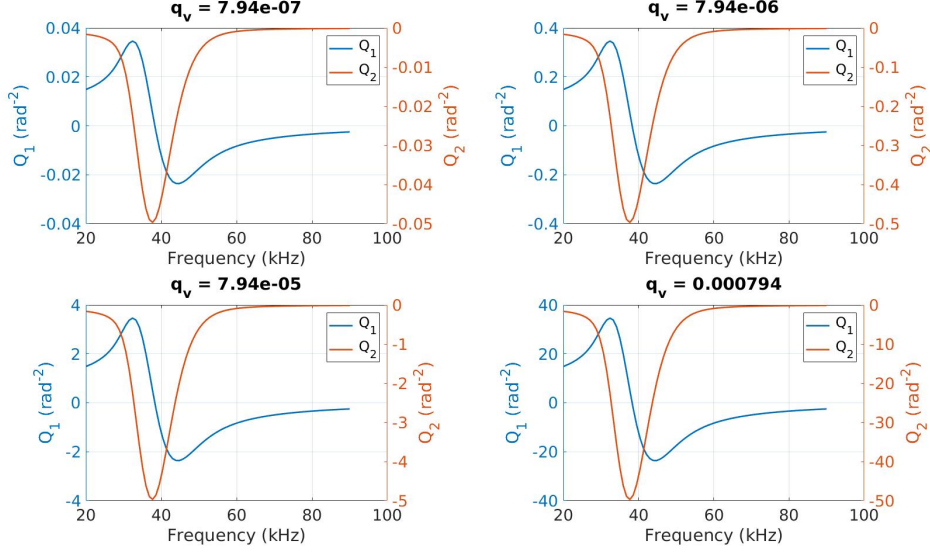 q_v = 7.94e-07
0.04
0.02
0
-0.02
-0.04
Q_1 (rad^-2)
0
-0.01
-0.02
-0.03
-0.04
-0.05
Q_2 (rad^-2)
Q_1
Q_2
20 40 60 80 100
Frequency (kHz)
q_v = 7.94e-06
0.4
0.2
0
-0.2
-0.4
Q_1 (rad^-2)
0
-0.1
-0.2
-0.3
-0.4
-0.5
Q_2 (rad^-2)
Q_1
Q_2
20 40 60 80 100
Frequency (kHz)
q_v = 7.94e-05
4
2
0
-2
-4
Q_1 (rad^-2)
0
-1
-2
-3
-4
-5
Q_2 (rad^-2)
Q_1
Q_2
20 40 60 80 100
Frequency (kHz)
q_v = 0.000794
40
20
0
-20
-40
Q_1 (rad^-2)
0
-10
-20
-30
-40
-50
Q_2 (rad^-2)
Q_1
Q_2
20 40 60 80 100
Frequency (kHz)